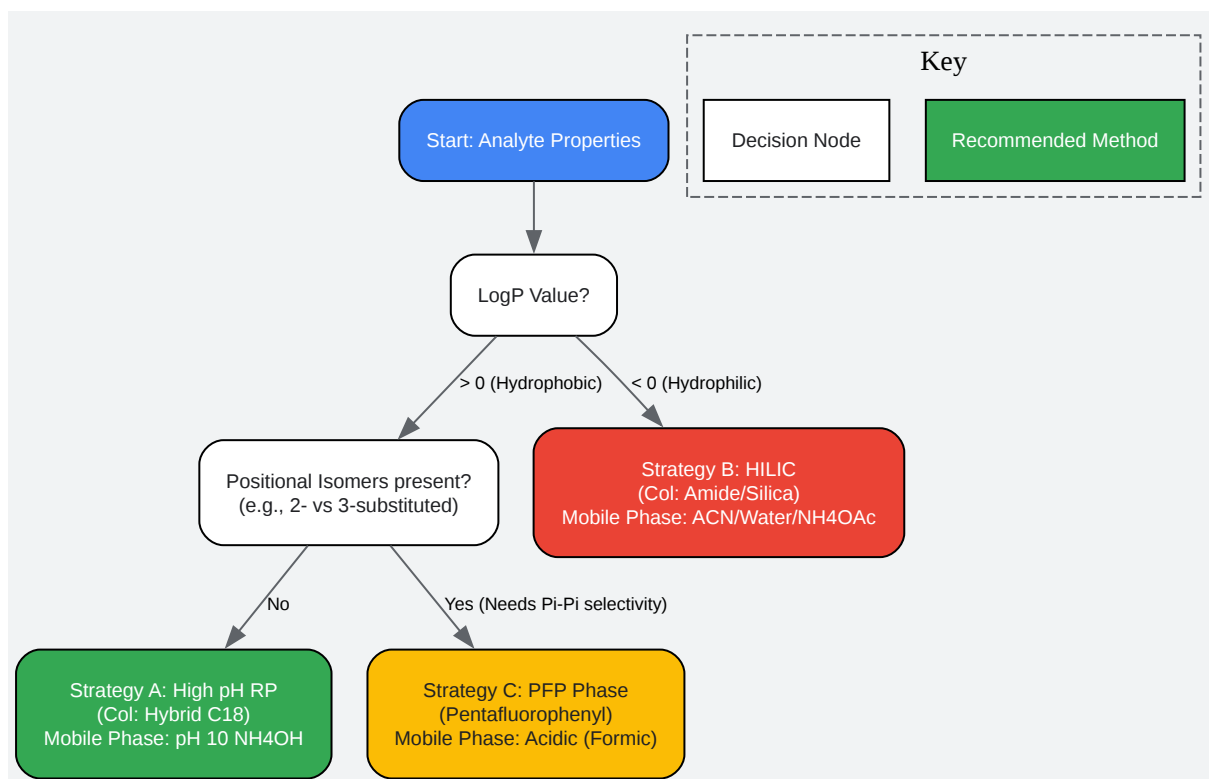 Key
Start: Analyte Properties
Decision Node
Recommended Method
LogP Value?
> 0 (Hydrophobic)
< 0 (Hydrophilic)
Positional Isomers present?
(e.g., 2- vs 3-substituted)
Strategy B: HILIC
(Col: Amide/Silica)
Mobile Phase: ACN/Water/NH4OAc
No
Yes (Needs Pi-Pi selectivity)
Strategy A: High pH RP
(Col: Hybrid C18)
Mobile Phase: pH 10 NH4OH
Strategy C: PFP Phase
(Pentafluorophenyl)
Mobile Phase: Acidic (Formic)